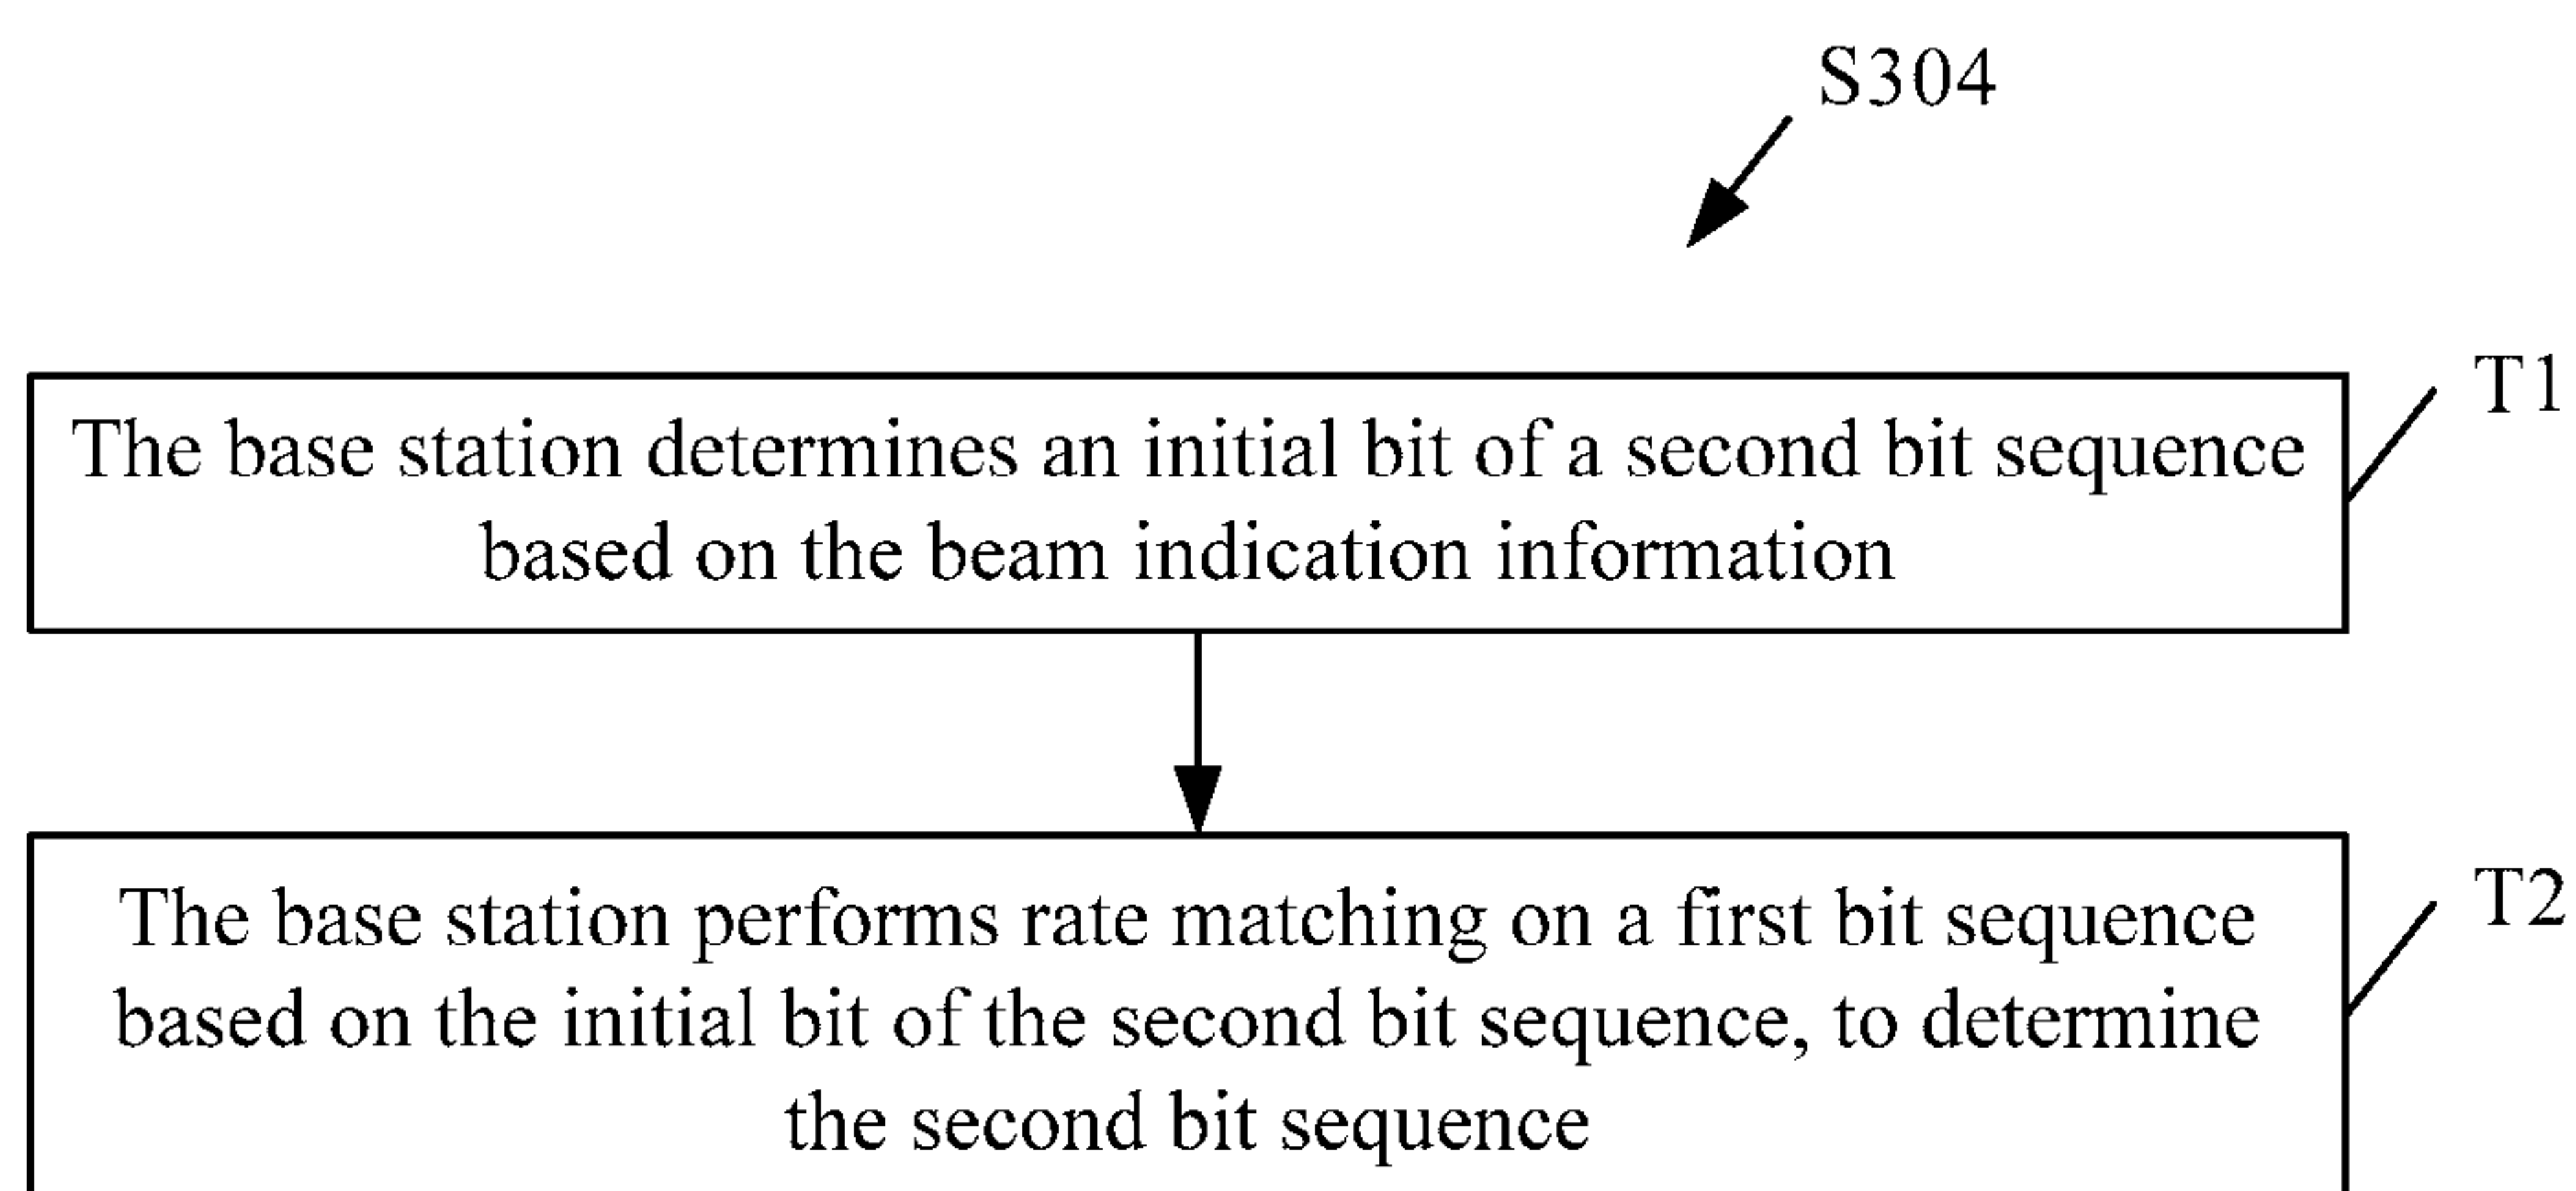 S304
T1
The base station determines an initial bit of a second bit sequence
based on the beam indication information
T2
The base station performs rate matching on a first bit sequence
based on the initial bit of the second bit sequence, to determine
the second bit sequence